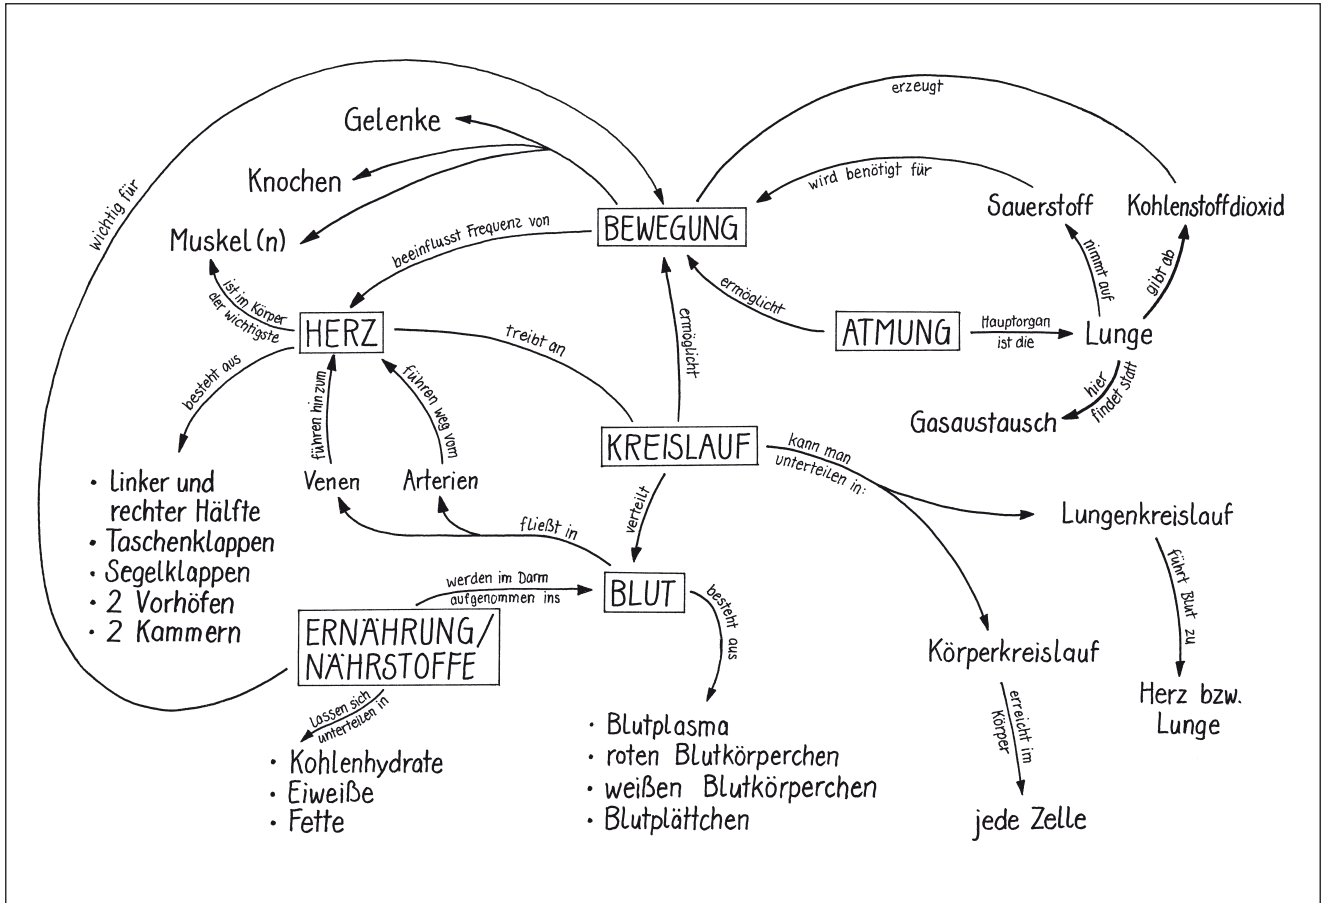 erzeugt
Gelenke
Knochen
wichtig für
wird benötigt für
Sauerstoff
Kohlenstoffdioxid
Muskel(n)
beeinflusst Frequenz von
BEWEGUNG
nimmt auf
gibt ab
ist im Körper
der wichtigste
HERZ
treibt an
ermöglicht
ermöglicht
ATMUNG
Hauptorgan
ist die
Lunge
besteht aus
führen hin zum
führen weg vom
hier
findet statt
Gasaustausch
KREISLAUF
kann man
unterteilen in:
Venen
Arterien
• Linker und
rechter Hälfte
• Taschenklappen
• Segelklappen
• 2 Vorhöfen
• 2 Kammern
fließt in
verteilt
Lungenkreislauf
führt Blut zu
werden im Darm
aufgenommen ins
BLUT
besteht aus
ERNÄHRUNG/
NÄHRSTOFFE
Körperkreislauf
Herz bzw.
Lunge
lassen sich
unterteilen in
erreicht im
Körper
• Kohlenhydrate
• Eiweiße
• Fette
• Blutplasma
• roten Blutkörperchen
• weißen Blutkörperchen
• Blutplättchen
jede Zelle